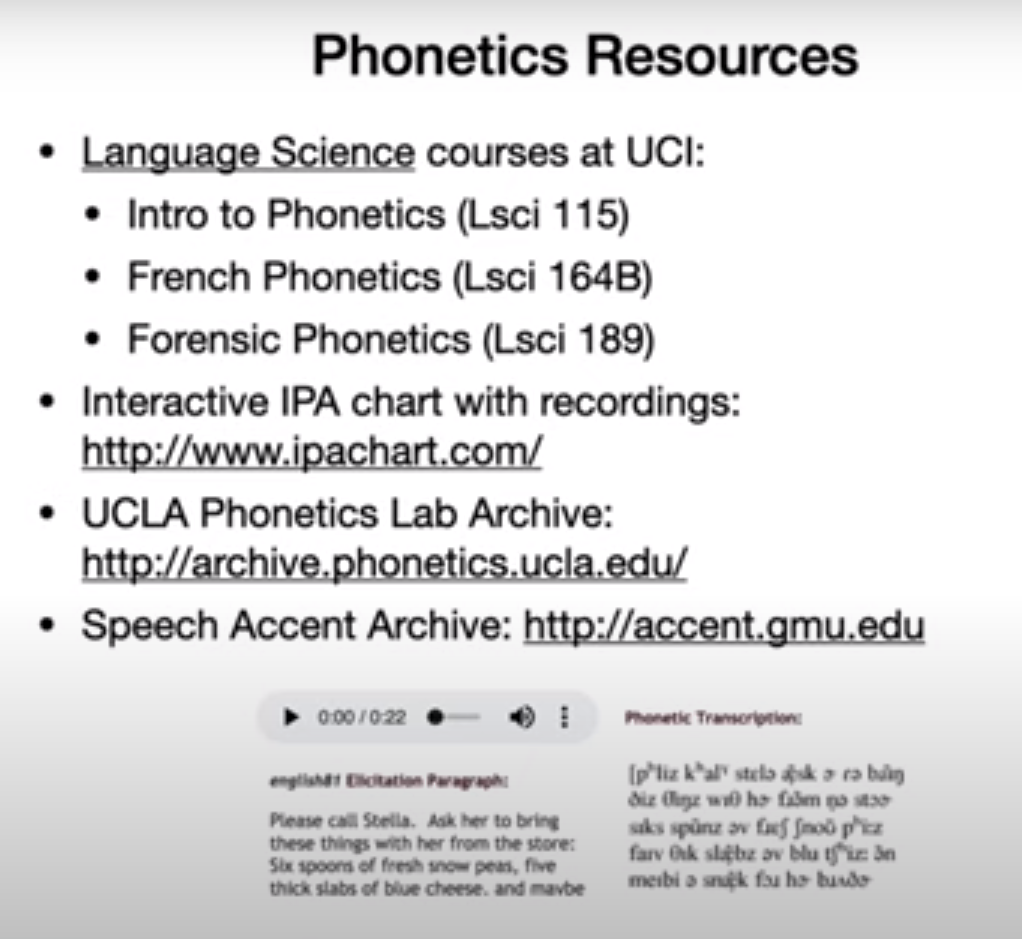 Phonetics Resources
• Language Science courses at UCI:
• Intro to Phonetics (Lsci 115)
• French Phonetics (Lsci 164B)
• Forensic Phonetics (Lsci 189)
• Interactive IPA chart with recordings:
http://www.ipachart.com/
• UCLA Phonetics Lab Archive:
http://archive.phonetics.ucla.edu/
• Speech Accent Archive: http://accent.gmu.edu
0:00 / 0:22
Phonetic Transcription:
Elicitation Paragraph:
Please call Stella. Ask her to bring
these things with her from the store:
Six spoons of fresh snow peas, five
thick slabs of blue cheese, and maybe